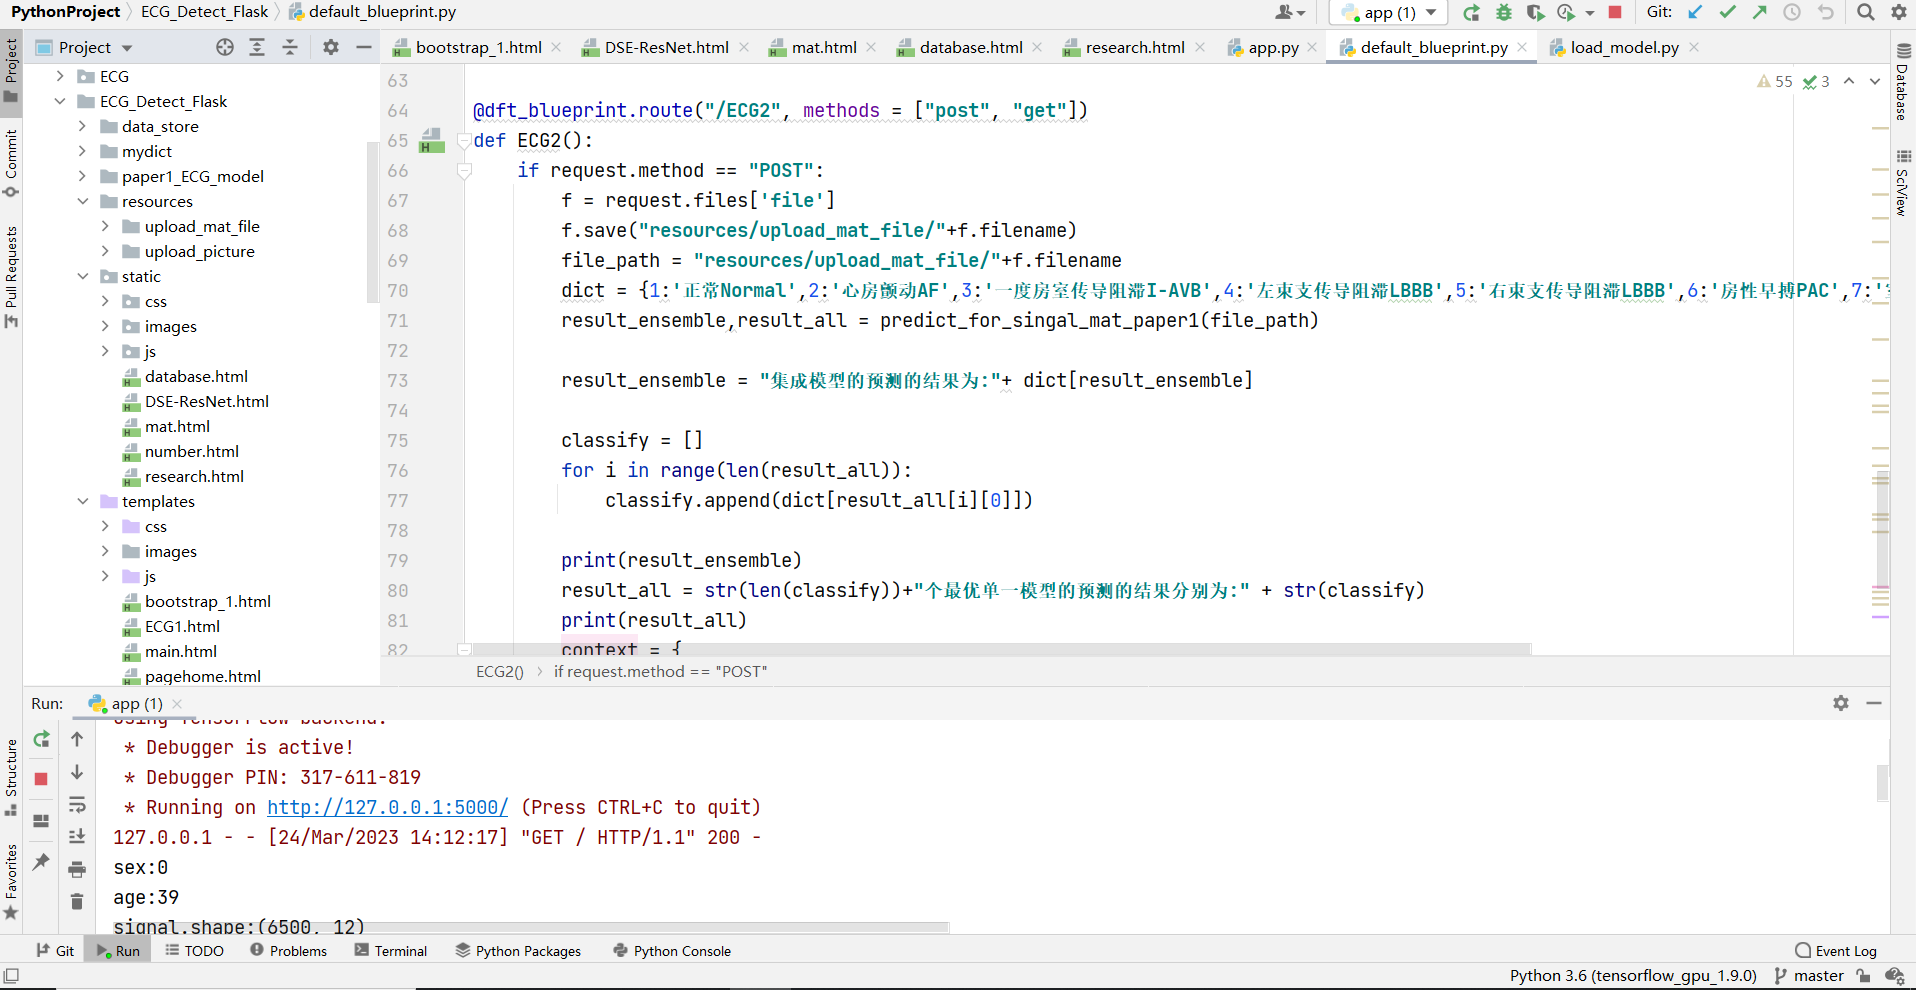 PythonProject › ECG_Detect_Flask › default_blueprint.py
app (1)
Git:
Project
bootstrap_1.html
DSE-ResNet.html
mat.html
database.html
research.html
app.py
default_blueprint.py
load_model.py
Project
Commit
Pull Requests
Structure
Favorites
ECG
ECG_Detect_Flask
data_store
mydict
paper1_ECG_model
resources
upload_mat_file
upload_picture
static
css
images
js
database.html
DSE-ResNet.html
mat.html
number.html
research.html
templates
css
images
js
bootstrap_1.html
ECG1.html
main.html
pagehome.html
55
3
63
64 @dft_blueprint.route("/ECG2", methods = ["post", "get"])
65 def ECG2():
66 if request.method == "POST":
67 f = request.files['file']
68 f.save("resources/upload_mat_file/"+f.filename)
69 file_path = "resources/upload_mat_file/"+f.filename
70 dict = {1:'正常Normal',2:'心房颤动AF',3:'一度房室传导阻滞I-AVB',4:'左束支传导阻滞LBBB',5:'右束支传导阻滞LBBB',6:'房性早搏PAC',7:'
71 result_ensemble,result_all = predict_for_singal_mat_paper1(file_path)
72
73 result_ensemble = "集成模型的预测的结果为:"+ dict[result_ensemble]
74
75 classify = []
76 for i in range(len(result_all)):
77 classify.append(dict[result_all[i][0]])
78
79 print(result_ensemble)
80 result_all = str(len(classify))+"个最优单一模型的预测的结果分别为:" + str(classify)
81 print(result_all)
82 context = {
ECG2() › if request.method == "POST"
Database
SciView
Run:
app (1)
Using TensorFlow backend.
* Debugger is active!
* Debugger PIN: 317-611-819
* Running on http://127.0.0.1:5000/ (Press CTRL+C to quit)
127.0.0.1 - - [24/Mar/2023 14:12:17] "GET / HTTP/1.1" 200 -
sex:0
age:39
signal.shape:(6500, 12)
Git
Run
TODO
Problems
Terminal
Python Packages
Python Console
Event Log
Python 3.6 (tensorflow_gpu_1.9.0)
master